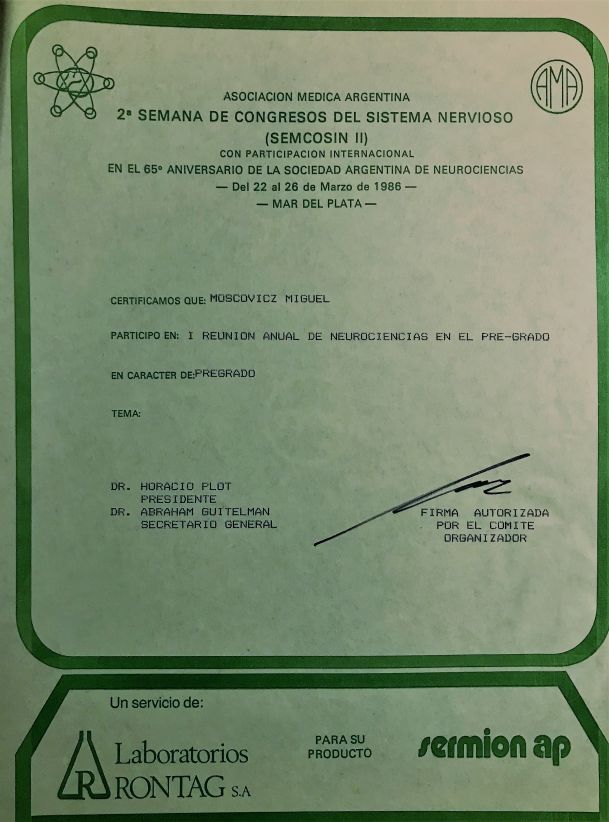 AMA
ASOCIACION MEDICA ARGENTINA
2ª SEMANA DE CONGRESOS DEL SISTEMA NERVIOSO
(SEMCOSIN II)
CON PARTICIPACION INTERNACIONAL
EN EL 65º ANIVERSARIO DE LA SOCIEDAD ARGENTINA DE NEUROCIENCIAS
— Del 22 al 26 de Marzo de 1986 —
— MAR DEL PLATA —
CERTIFICAMOS QUE: MOSCOVICZ MIGUEL
PARTICIPO EN: I REUNION ANUAL DE NEUROCIENCIAS EN EL PRE-GRADO
EN CARACTER DE: PREGRADO
TEMA:
DR. HORACIO PLOT
PRESIDENTE
DR. ABRAHAM GUITELMAN
SECRETARIO GENERAL
FIRMA AUTORIZADA
POR EL COMITE
ORGANIZADOR
Un servicio de:
R Laboratorios
RONTAG S.A
PARA SU
PRODUCTO
sermion ap